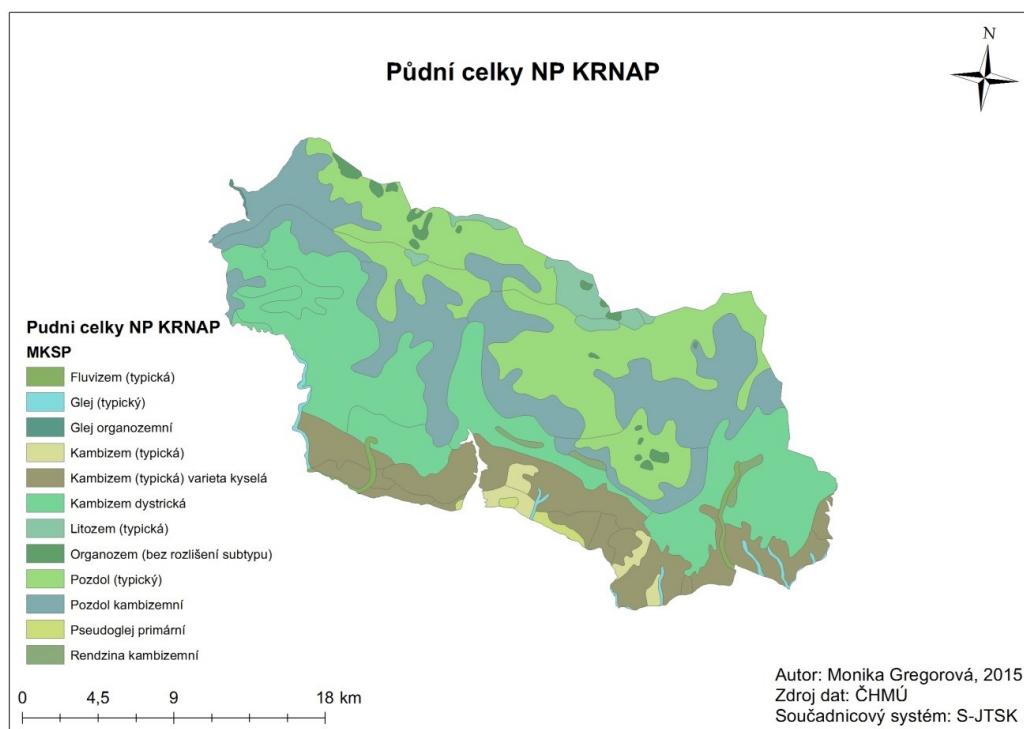 Půdní celky NP KRNAP
N
Pudni celky NP KRNAP
MKSP
Fluvizem (typická)
Glej (typický)
Glej organozemní
Kambizem (typická)
Kambizem (typická) varieta kyselá
Kambizem dystrická
Litozem (typická)
Organozem (bez rozlišení subtypu)
Pozdol (typický)
Pozdol kambizemní
Pseudoglej primární
Rendzina kambizemní
0 4,5 9 18 km
Autor: Monika Gregorová, 2015
Zdroj dat: ČHMÚ
Součadnicový systém: S-JTSK